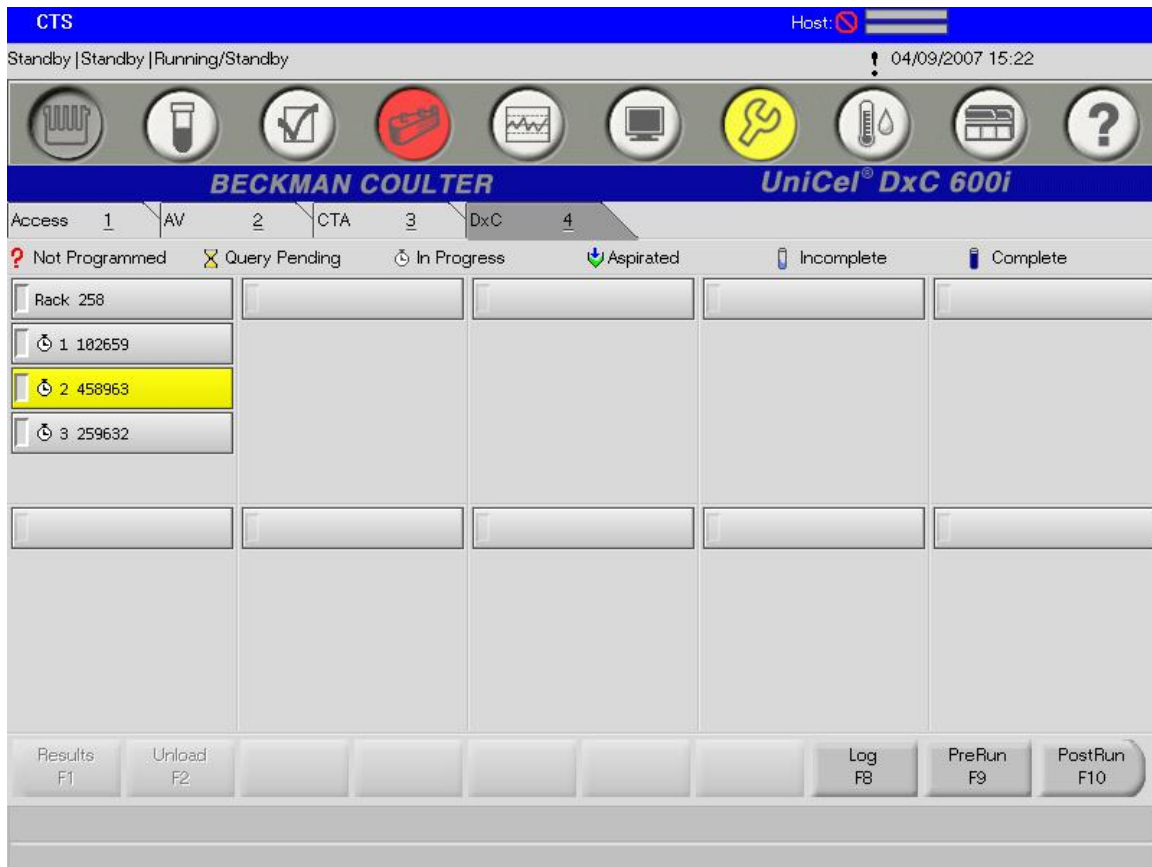 CTS Host:
Standby |Standby |Running/Standby ! 04/09/2007 15:22
?
BECKMAN COULTER UniCel® DxC 600i
Access 1 AV 2 CTA 3 DxC 4
? Not Programmed Query Pending In Progress Aspirated Incomplete Complete
Rack 258
1 102659
2 458963
3 259632
Results Unload Log PreRun PostRun
F1 F2 F8 F9 F10